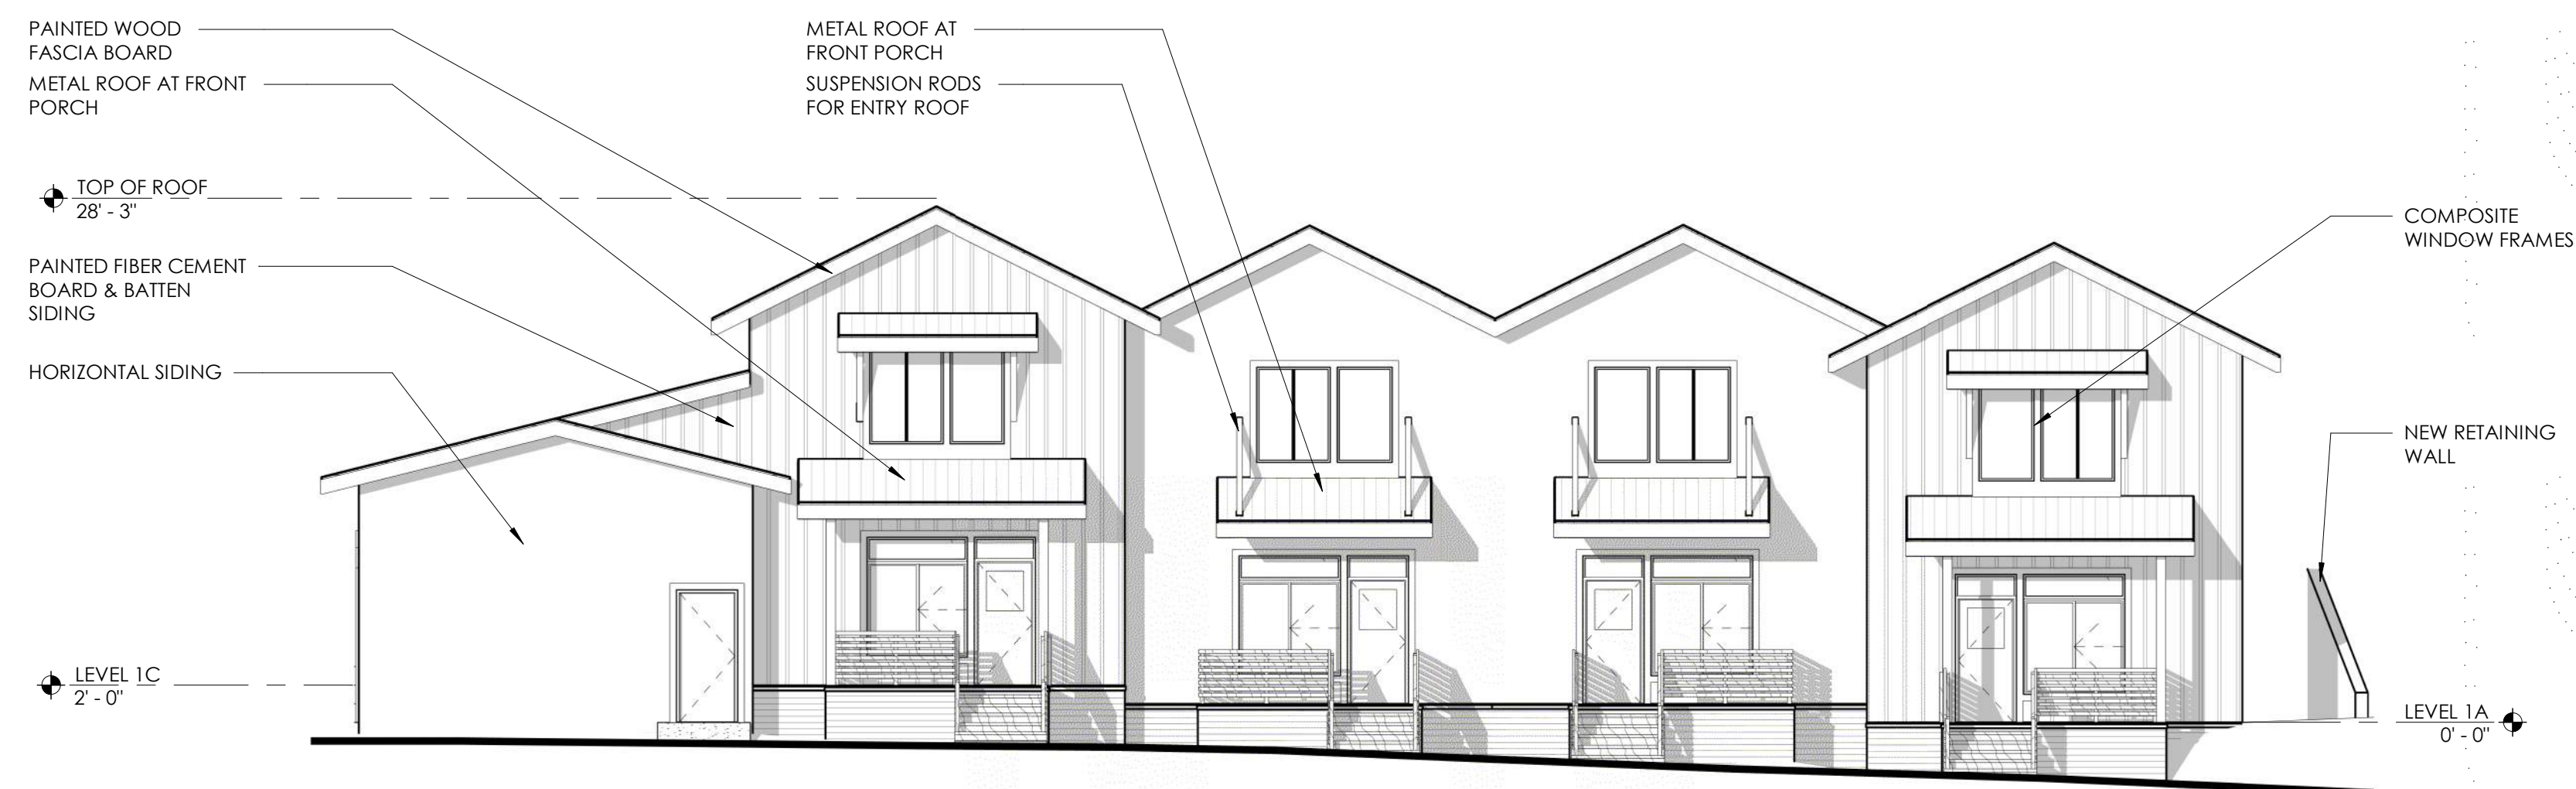 PAINTED WOOD
FASCIA BOARD
METAL ROOF AT FRONT
PORCH
METAL ROOF AT
FRONT PORCH
SUSPENSION RODS
FOR ENTRY ROOF
TOP OF ROOF
28' - 3"
PAINTED FIBER CEMENT
BOARD & BATTEN
SIDING
HORIZONTAL SIDING
COMPOSITE
WINDOW FRAMES
NEW RETAINING
WALL
LEVEL 1C
2' - 0"
LEVEL 1A
0' - 0"